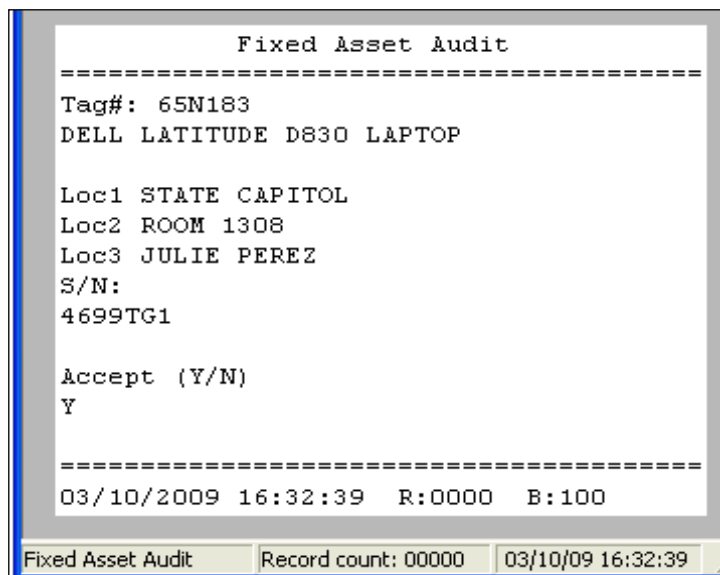 Fixed Asset Audit
========================================
Tag#: 65N183
DELL LATITUDE D830 LAPTOP
Loc1 STATE CAPITOL
Loc2 ROOM 1308
Loc3 JULIE PEREZ
S/N:
4699TG1
Accept (Y/N)
Y
========================================
03/10/2009 16:32:39 R:0000 B:100
Fixed Asset Audit Record count: 00000 03/10/09 16:32:39